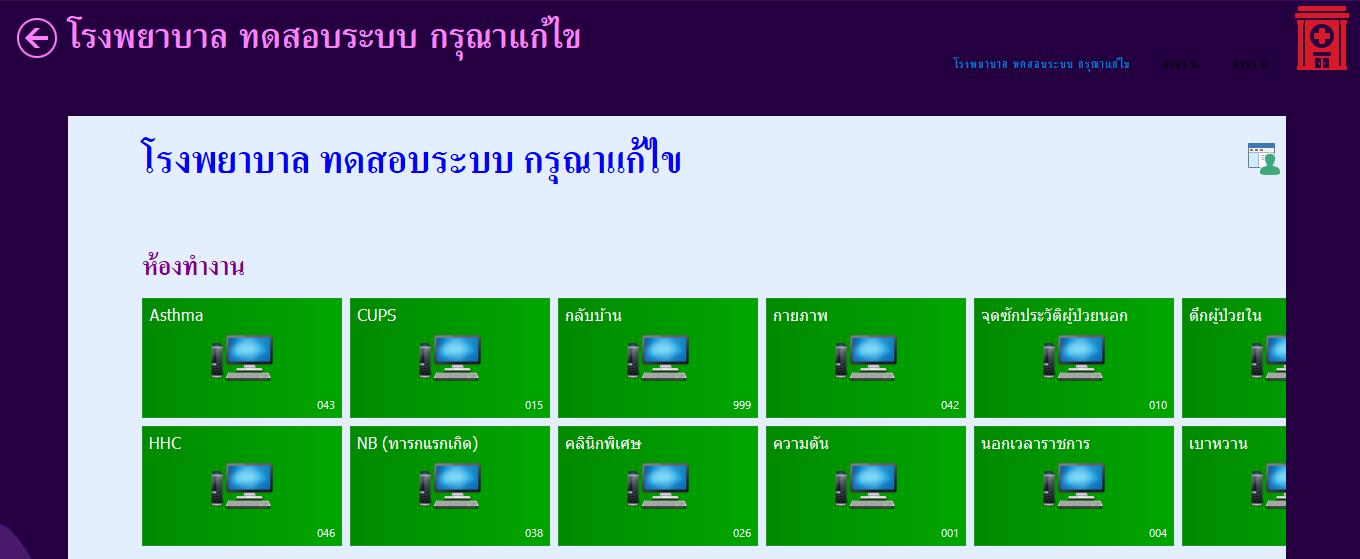 โรงพยาบาล ทดสอบระบบ กรุณาแก้ไข
โรงพยาบาล ทดสอบระบบ กรุณาแก้ไข สาขา
โรงพยาบาล ทดสอบระบบ กรุณาแก้ไข
ห้องทำงาน
Asthma CUPS กลับบ้าน กายภาพ จุดซักประวัติผู้ป่วยนอก ตึกผู้ป่วยใน
043 015 999 042 010
HHC NB (ทารกแรกเกิด) คลินิกพิเศษ ความดัน นอกเวลาราชการ เบาหวาน
046 038 026 001 004